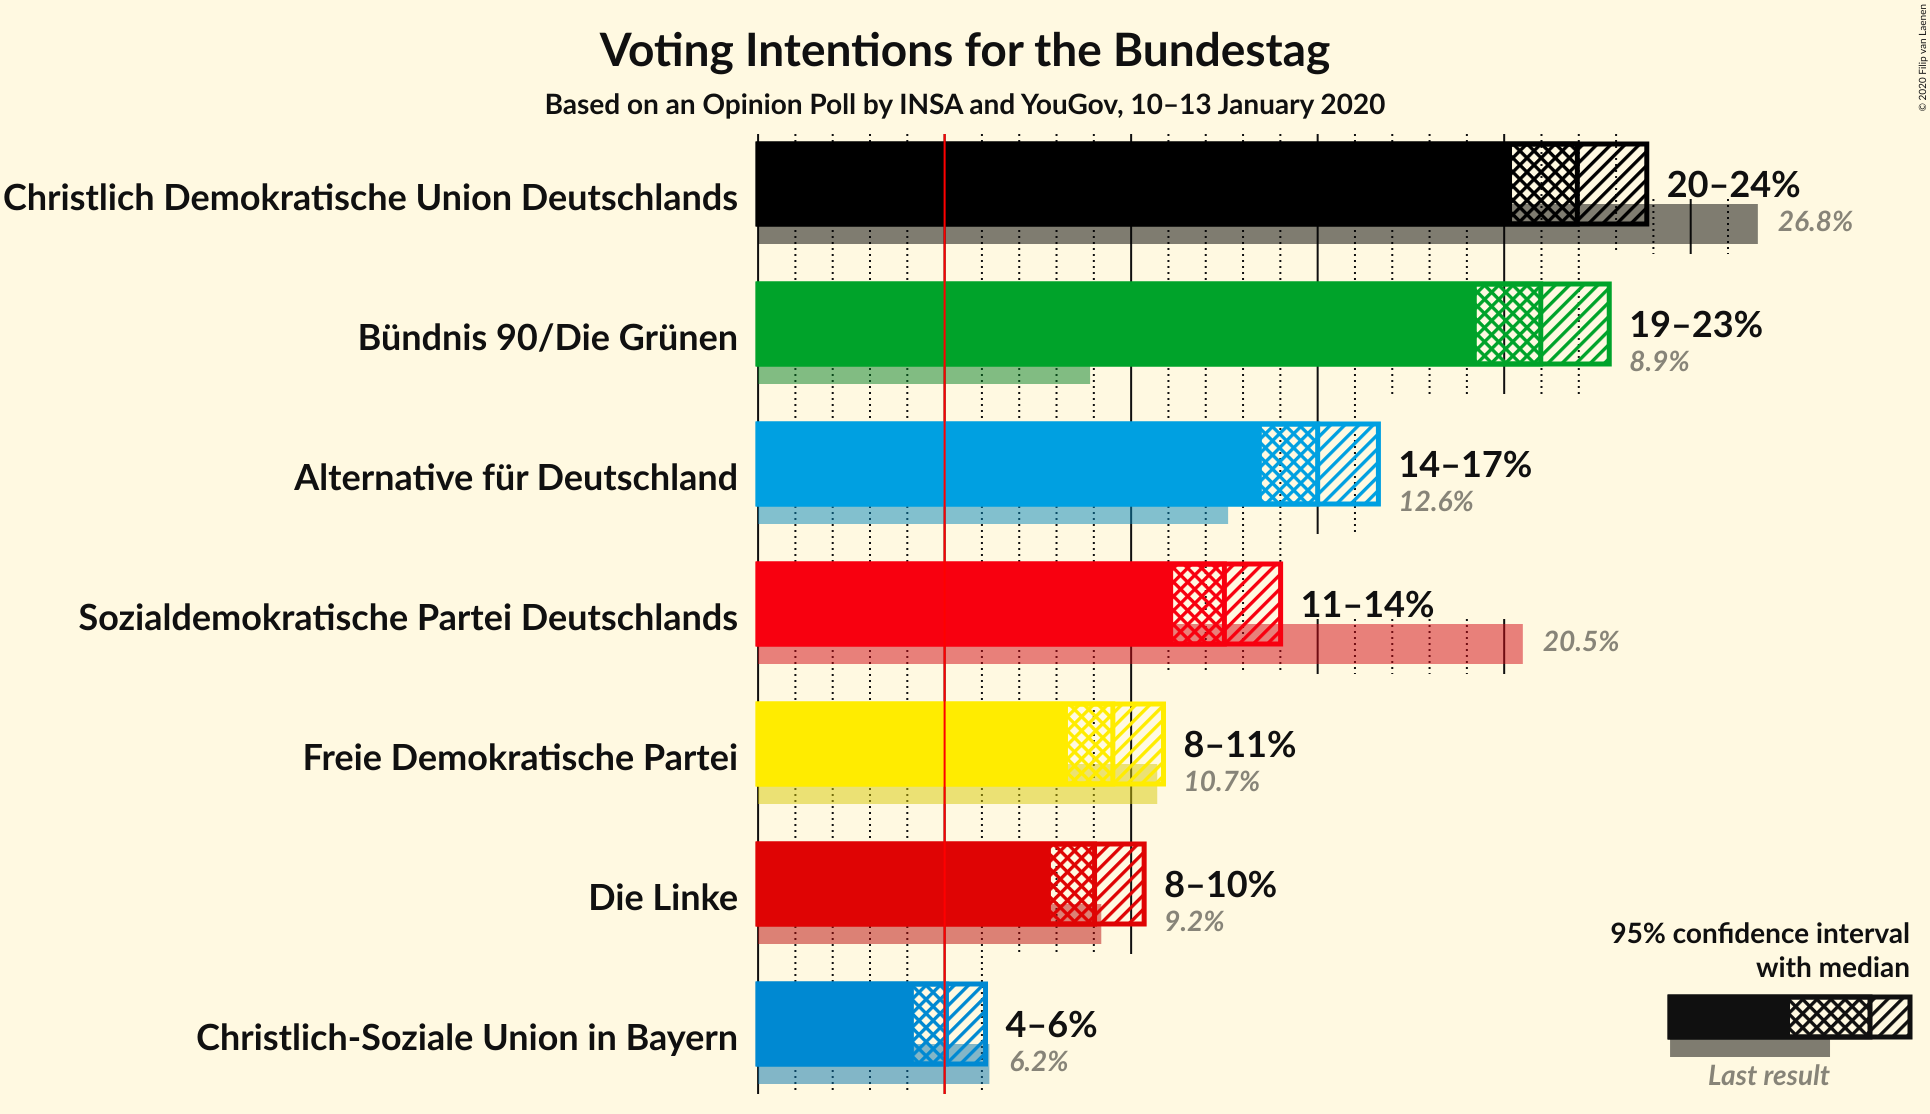 Voting Intentions for the Bundestag
Based on an Opinion Poll by INSA and YouGov, 10–13 January 2020
© 2020 Filip van Laenen
Christlich Demokratische Union Deutschlands
20–24%
26.8%
Bündnis 90/Die Grünen
19–23%
8.9%
Alternative für Deutschland
14–17%
12.6%
Sozialdemokratische Partei Deutschlands
11–14%
20.5%
Freie Demokratische Partei
8–11%
10.7%
Die Linke
8–10%
9.2%
Christlich-Soziale Union in Bayern
4–6%
6.2%
95% confidence interval
with median
Last result